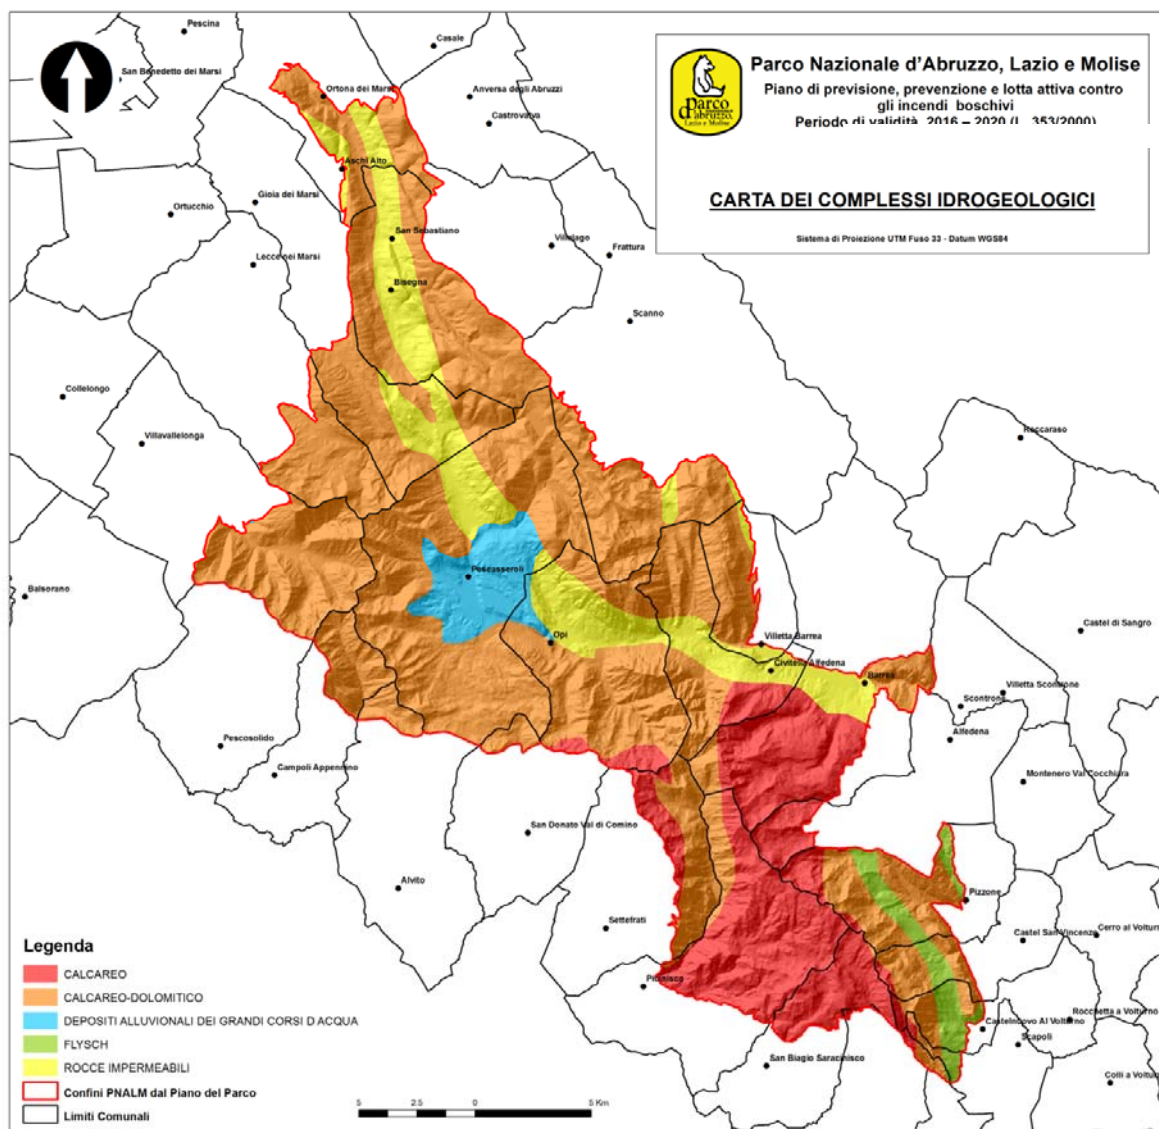 Parco Nazionale d'Abruzzo, Lazio e Molise
Piano di previsione, prevenzione e lotta attiva contro
gli incendi boschivi
Periodo di validità 2016 – 2020 (L. 353/2000)
Parco
d'abruzzo,
Lazio e Molise
CARTA DEI COMPLESSI IDROGEOLOGICI
Sistema di Proiezione UTM Fuso 33 - Datum WGS84
Pescina
Casale
San Benedetto dei Marsi
Ortona dei Marsi
Anversa degli Abruzzi
Castrovalva
Aschi Alto
Gioia dei Marsi
Ortucchio
San Sebastiano
Villalago
Frattura
Lecce nei Marsi
Bisegna
Scanno
Collelongo
Villavallelonga
Roccaraso
Pescasseroli
Balsorano
Opi
Villetta Barrea
Castel di Sangro
Civitella Alfedena
Barrea
Villetta Scontrone
Scontrone
Alfedena
Pescosolido
Campoli Appennino
Montenero Val Cocchiara
San Donato Val di Comino
Alvito
Pizzone
Settefrati
Castel San Vincenzo
Cerro al Volturn
Picinisco
Castelnuovo Al Volturno
Rocchetta a Volturno
Scapoli
San Biagio Saracinisco
Colli a Voltur
Legenda
CALCAREO
CALCAREO-DOLOMITICO
DEPOSITI ALLUVIONALI DEI GRANDI CORSI D ACQUA
FLYSCH
ROCCE IMPERMEABILI
Confini PNALM dal Piano del Parco
Limiti Comunali
5 2.5 0 5 Km